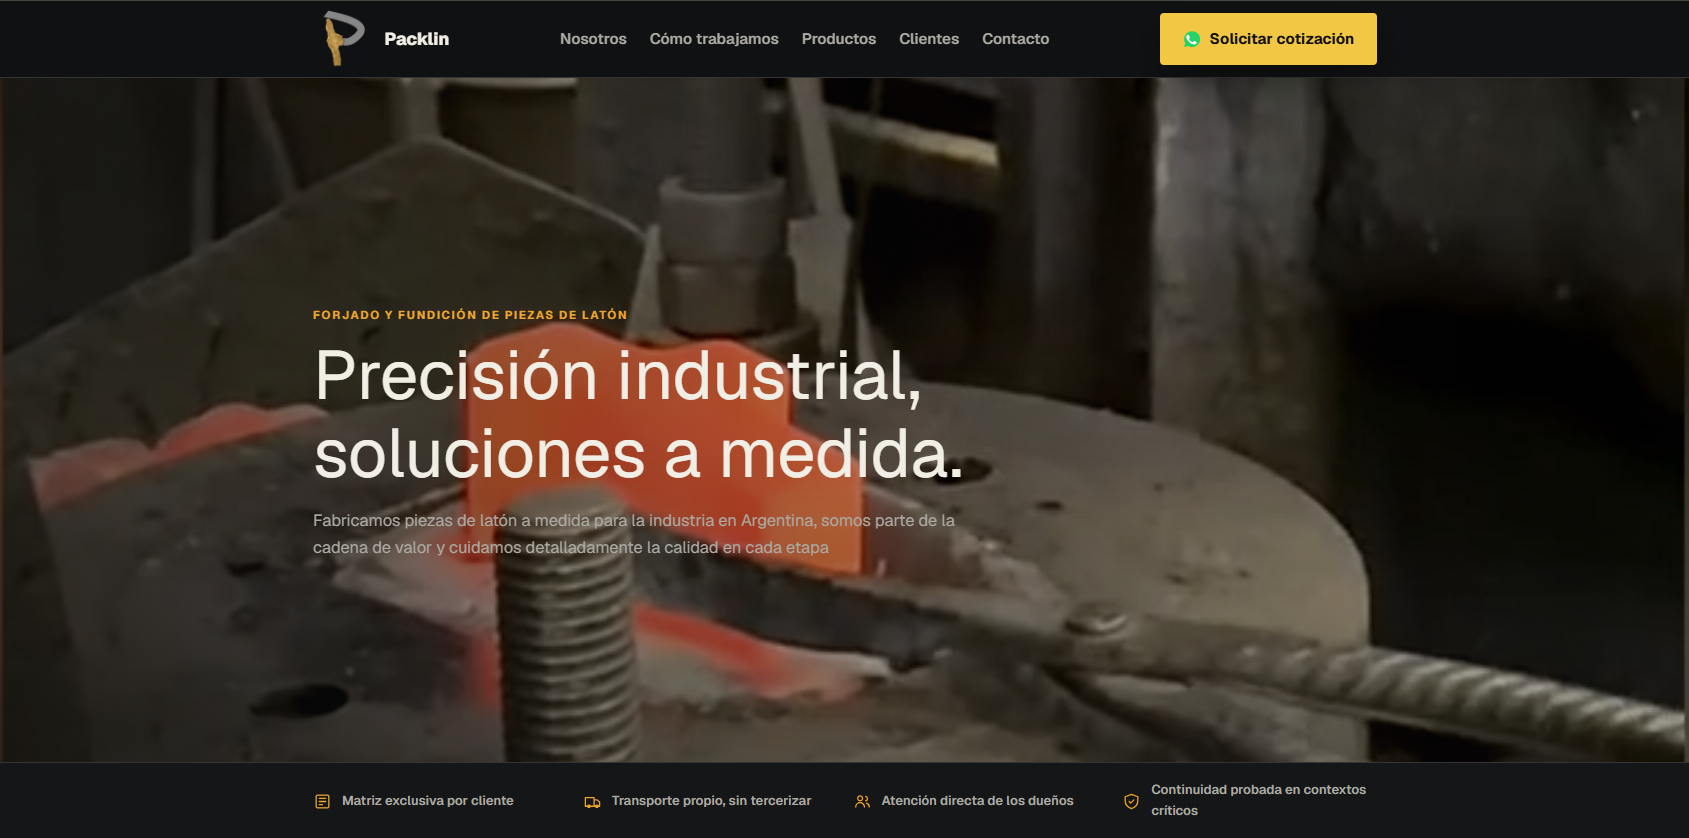 Packlin
Nosotros
Cómo trabajamos
Productos
Clientes
Contacto
Solicitar cotización
FORJADO Y FUNDICIÓN DE PIEZAS DE LATÓN
Precisión industrial,
soluciones a medida.
Fabricamos piezas de latón a medida para la industria en Argentina, somos parte de la
cadena de valor y cuidamos detalladamente la calidad en cada etapa
Matriz exclusiva por cliente
Transporte propio, sin tercerizar
Atención directa de los dueños
Continuidad probada en contextos
críticos